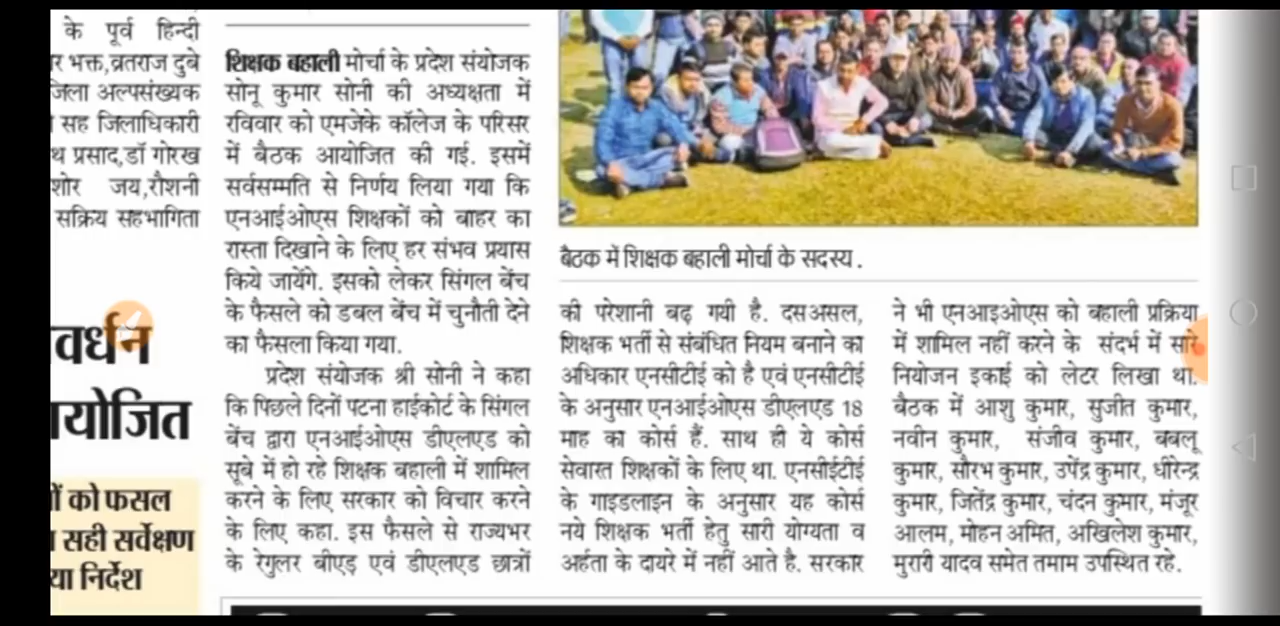 के पूर्व हिन्दी
र भक्त,व्रतराज दुबे
जिला अल्पसंख्यक
सह जिलाधिकारी
थ प्रसाद,डॉ गोरख
शोर जय,रौशनी
सक्रिय सहभागिता
वर्धन
योजित
ों को फसल
सही सर्वेक्षण
या निर्देश
शिक्षक बहाली मोर्चा के प्रदेश संयोजक
सोनू कुमार सोनी की अध्यक्षता में
रविवार को एमजेके कॉलेज के परिसर
में बैठक आयोजित की गई. इसमें
सर्वसम्मति से निर्णय लिया गया कि
एनआईओएस शिक्षकों को बाहर का
रास्ता दिखाने के लिए हर संभव प्रयास
किये जायेंगे. इसको लेकर सिंगल बेंच
के फैसले को डबल बेंच में चुनौती देने
का फैसला किया गया.
प्रदेश संयोजक श्री सोनी ने कहा
कि पिछले दिनों पटना हाईकोर्ट के सिंगल
बेंच द्वारा एनआईओएस डीएलएड को
सूबे में हो रहे शिक्षक बहाली में शामिल
करने के लिए सरकार को विचार करने
के लिए कहा. इस फैसले से राज्यभर
के रेगुलर बीएड एवं डीएलएड छात्रों
बैठक में शिक्षक बहाली मोर्चा के सदस्य .
की परेशानी बढ़ गयी है. दसअसल,
शिक्षक भर्ती से संबंधित नियम बनाने का
अधिकार एनसीटीई को है एवं एनसीटीई
के अनुसार एनआईओएस डीएलएड 18
माह का कोर्स हैं. साथ ही ये कोर्स
सेवारत शिक्षकों के लिए था. एनसीईटीई
के गाइडलाइन के अनुसार यह कोर्स
नये शिक्षक भर्ती हेतु सारी योग्यता व
अर्हता के दायरे में नहीं आते है. सरकार
ने भी एनआइओएस को बहाली प्रक्रिया
में शामिल नहीं करने के संदर्भ में सारे
नियोजन इकाई को लेटर लिखा था.
बैठक में आशु कुमार, सुजीत कुमार,
नवीन कुमार, संजीव कुमार, बबलू
कुमार, सौरभ कुमार, उपेंद्र कुमार, धीरेन्द्र
कुमार, जितेंद्र कुमार, चंदन कुमार, मंजूर
आलम, मोहन अमित, अखिलेश कुमार,
मुरारी यादव समेत तमाम उपस्थित रहे.